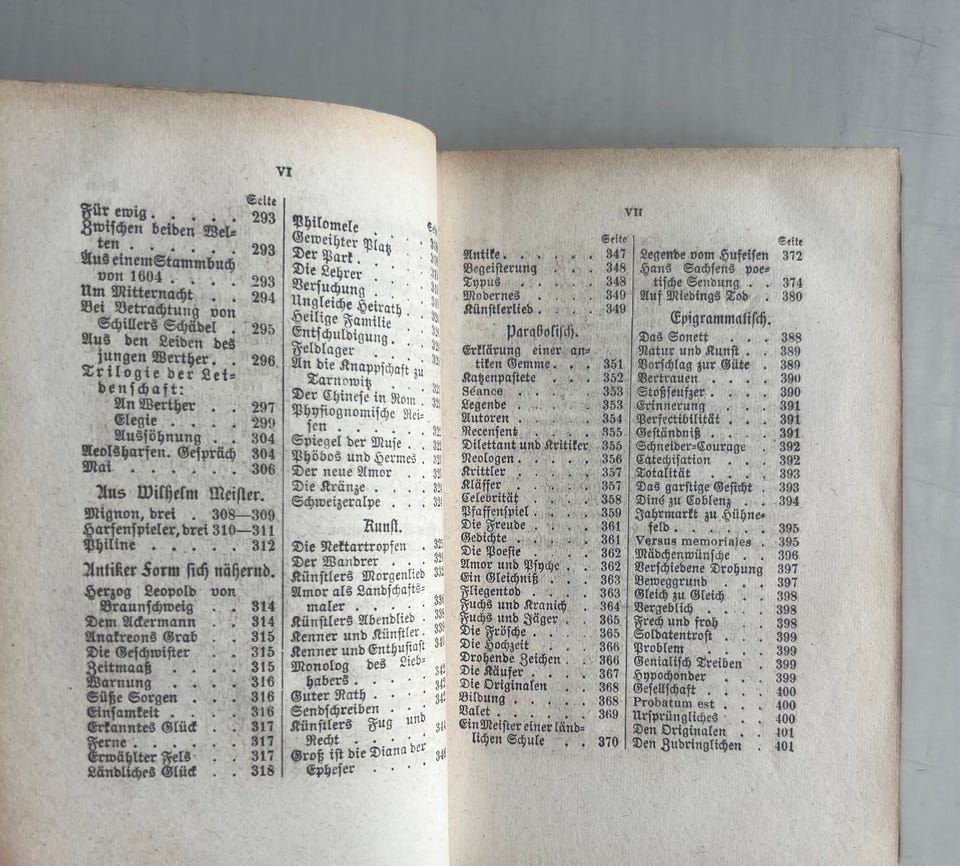 VI
Seite
Für ewig . . . . . 293
Zwischen beiden Wel-
ten . . . . . . 293
Aus einem Stammbuch
von 1604 . . . . 293
Um Mitternacht . . 294
Bei Betrachtung von
Schillers Schädel . 295
Aus den Leiden des
jungen Werther . . 296
Trilogie der Lei-
denschaft:
An Werther . . 297
Elegie . . . . 299
Aussöhnung . . 304
Aeolsharfen. Gespräch 304
Mai . . . . . . 306
Aus Wilhelm Meister.
Mignon, drei . 308—309
Harfenspieler, drei 310—311
Philine . . . . . 312
Antiker Form sich nähernd.
Herzog Leopold von
Braunschweig . . 314
Dem Ackermann . . 314
Anakreons Grab . . 315
Die Geschwister . . 315
Zeitmaaß . . . . 315
Warnung . . . . 316
Süße Sorgen . . . 316
Einsamkeit . . . 316
Erkanntes Glück . . 317
Ferne . . . . . 317
Erwählter Fels . . 317
Ländliches Glück . . 318
Philomele . . . .
Geweihter Platz . .
Der Park . . . .
Die Lehrer . . . .
Versuchung . . . .
Ungleiche Heirath . .
Heilige Familie . .
Entschuldigung . . .
Feldlager . . . .
An die Knappschaft zu
Tarnowitz . . .
Der Chinese in Rom .
Physiognomische Rei-
sen . . . . .
Spiegel der Muse . .
Phöbos und Hermes .
Der neue Amor . .
Die Kränze . . . .
Schweizeralpe . . .
Kunst.
Die Nektartropfen .
Der Wandrer . . .
Künstlers Morgenlied
Amor als Landschafts-
maler . . . . .
Künstlers Abendlied .
Kenner und Künstler .
Kenner und Enthusiast
Monolog des Lieb-
habers . . . . .
Guter Rath . . . .
Sendschreiben . . .
Künstlers Fug und
Recht . . . . .
Groß ist die Diana der
Epheser . . . .
VII
Seite
Antike . . . . . . 347
Begeisterung . . . 348
Typus . . . . . 348
Modernes . . . . 349
Künstlerlied . . . . 349
Parabolisch.
Erklärung einer an-
tiken Gemme . . . 351
Katzenpastete . . . 352
Séance . . . . . 353
Legende . . . . . 353
Autoren . . . . . 354
Recensent . . . . 355
Dilettant und Kritiker 355
Neologen . . . . . 356
Krittler . . . . . 357
Kläffer . . . . . 357
Celebrität . . . . 358
Pfaffenspiel . . . . 359
Die Freude . . . . 361
Gedichte . . . . . 361
Die Poesie . . . . 362
Amor und Psyche . . 362
Ein Gleichniß . . . 363
Fliegentod . . . . 363
Fuchs und Kranich . 364
Fuchs und Jäger . . 365
Die Frösche . . . . 365
Die Hochzeit . . . 366
Drohende Zeichen . . 366
Die Käufer . . . . 367
Die Originalen . . . 368
Bildung . . . . . 368
Valet . . . . . . 369
Ein Meister einer länd-
lichen Schule . . . 370
Seite
Legende vom Hufeisen 372
Hans Sachsens poe-
tische Sendung . . 374
Auf Miedings Tod . 380
Epigrammatisch.
Das Sonett . . . . 388
Natur und Kunst . . 389
Vorschlag zur Güte . 389
Vertrauen . . . . 390
Stoßseufzer . . . . 390
Erinnerung . . . . 391
Perfectibilität . . . 391
Geständniß . . . . 391
Schneider-Courage . 392
Catechisation . . . 392
Totalität . . . . 393
Das garstige Gesicht . 393
Dinz zu Coblenz . . 394
Jahrmarkt zu Hühne-
feld . . . . . . 395
Versus memoriales . 395
Mädchenwünsche . . 396
Verschiedene Drohung 397
Beweggrund . . . 397
Gleich zu Gleich . . 398
Vergeblich . . . . 398
Frech und froh . . . 398
Soldatentrost . . . 399
Problem . . . . . 399
Genialisch Treiben . 399
Hypochonder . . . 399
Gesellschaft . . . . 400
Probatum est . . . 400
Ursprüngliches . . . 400
Den Originalen . . 401
Den Zudringlichen . 401